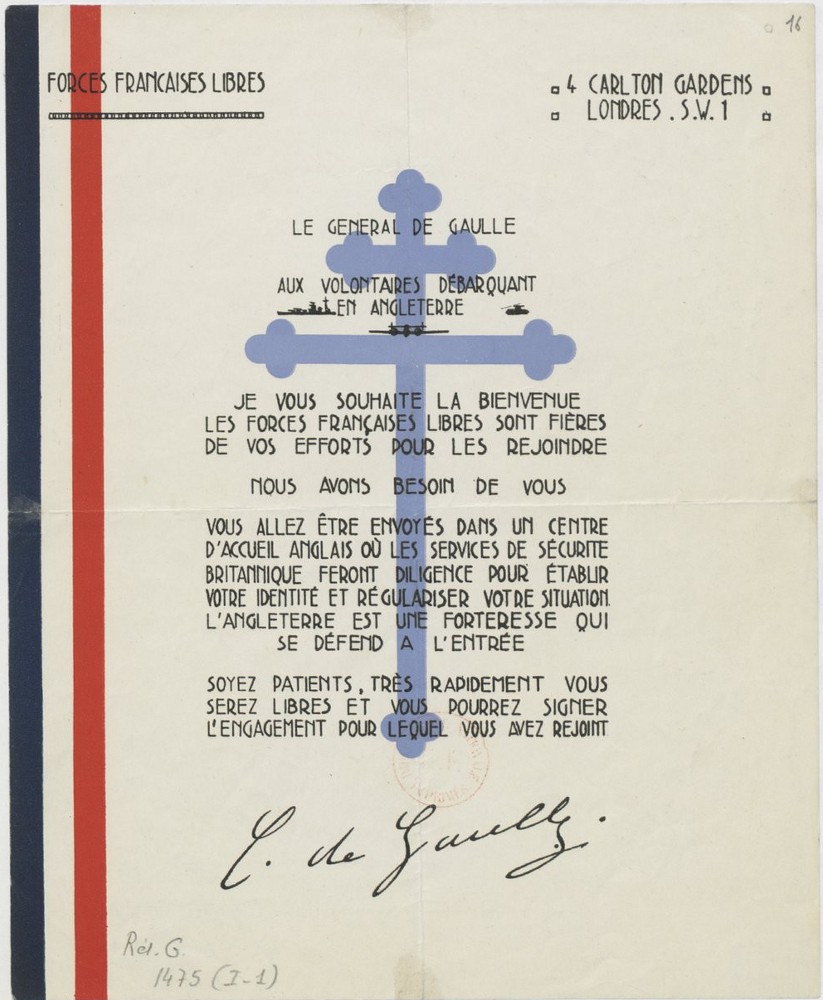 16
FORCES FRANCAISES LIBRES
4 CARLTON GARDENS
LONDRES . S.W. 1
LE GENERAL DE GAULLE
AUX VOLONTAIRES DÉBARQUANT
EN ANGLETERRE
JE VOUS SOUHAITE LA BIENVENUE
LES FORCES FRANÇAISES LIBRES SONT FIÈRES
DE VOS EFFORTS POUR LES REJOINDRE
NOUS AVONS BESOIN DE VOUS
VOUS ALLEZ ÊTRE ENVOYÉS DANS UN CENTRE
D'ACCUEIL ANGLAIS OÙ LES SERVICES DE SÉCURITE
BRITANNIQUE FERONT DILIGENCE POUR ÉTABLIR
VOTRE IDENTITÉ ET RÉGULARISER VOTRE SITUATION.
L'ANGLETERRE EST UNE FORTERESSE QUI
SE DÉFEND A L'ENTRÉE
SOYEZ PATIENTS, TRÈS RAPIDEMENT VOUS
SEREZ LIBRES ET VOUS POURREZ SIGNER
L'ENGAGEMENT POUR LEQUEL VOUS AVEZ REJOINT
C. de Gaulle.
Rés. G.
1475 (I-1)